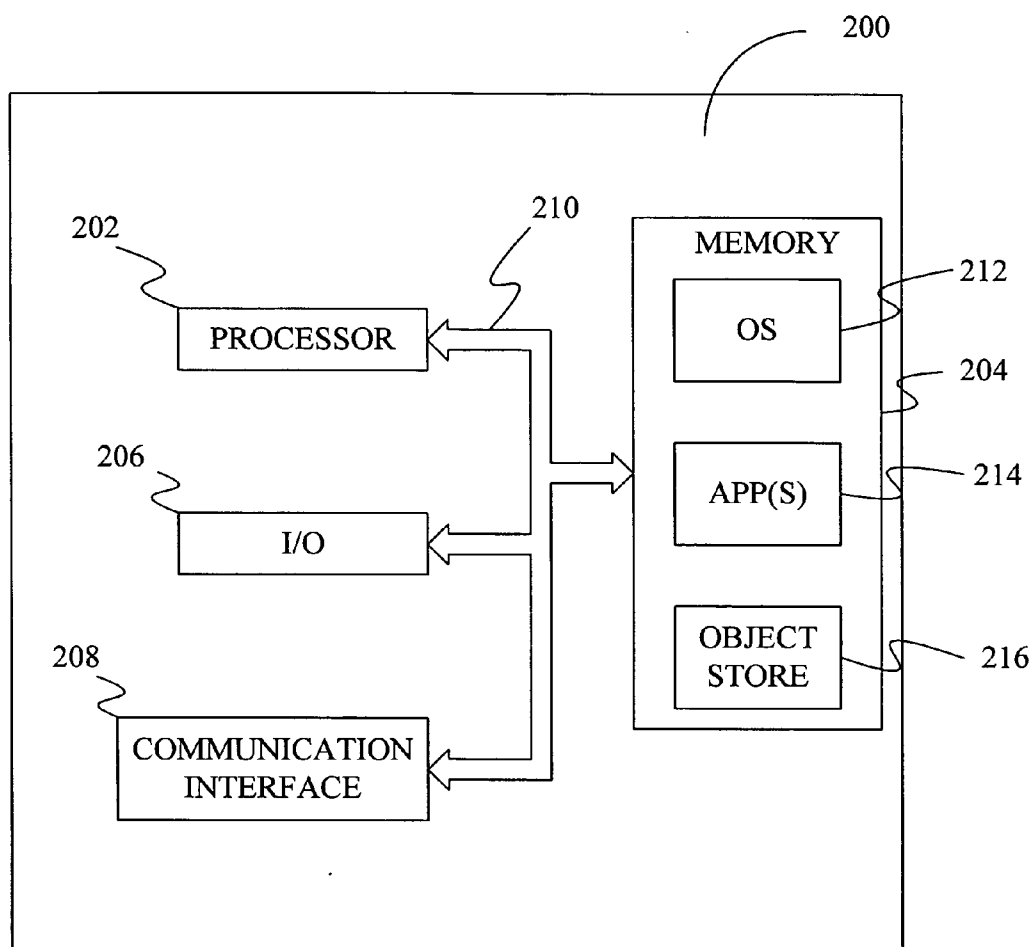 200
202
210
MEMORY
212
PROCESSOR
OS
204
206
214
APP(S)
I/O
208
OBJECT
STORE
216
COMMUNICATION
INTERFACE